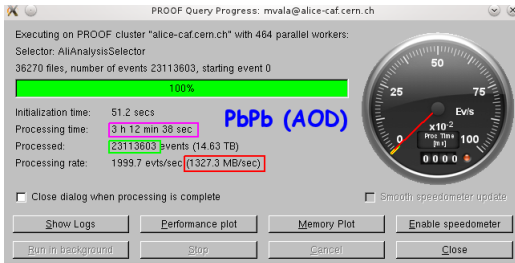 PROOF Query Progress: mvala@alice-caf.cern.ch
Executing on PROOF cluster "alice-caf.cern.ch" with 464 parallel workers:
Selector: AliAnalysisSelector
36270 files, number of events 23113603, starting event 0
100%
Initialization time: 51.2 secs
Processing time: 3 h 12 min 38 sec
Processed: 23113603 events (14.63 TB)
Processing rate: 1999.7 evts/sec (1327.3 MB/sec)
PbPb (AOD)
25 50 75
0 100
Ev/s
x10-2
Proc Time
[ms]
0 0 0 0
Close dialog when processing is complete
Smooth speedometer update
Show Logs Performance plot Memory Plot Enable speedometer
Run in background Stop Cancel Close